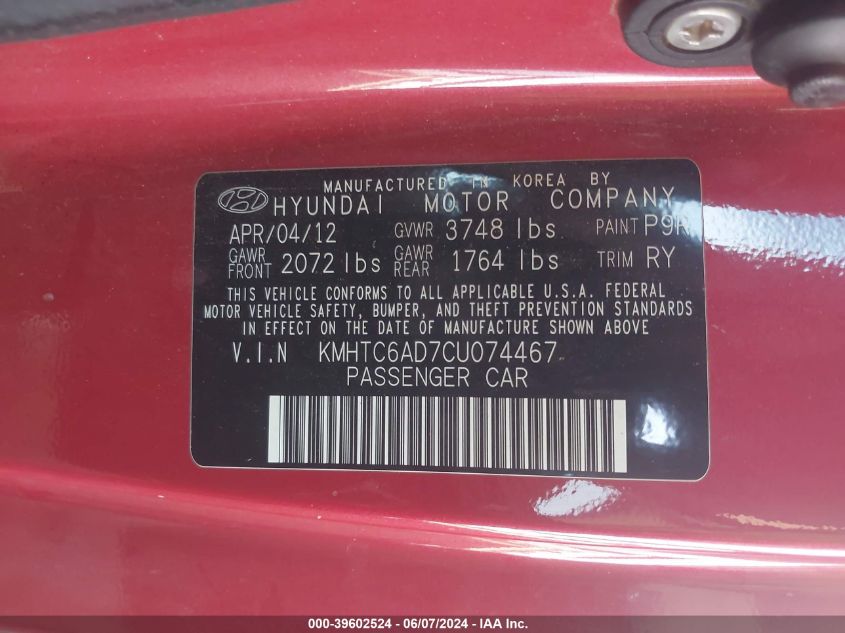 MANUFACTURED IN KOREA BY
HYUNDAI MOTOR COMPANY
APR/04/12 GVWR 3748 lbs PAINT P9R
GAWR FRONT 2072 lbs GAWR REAR 1764 lbs TRIM RY
THIS VEHICLE CONFORMS TO ALL APPLICABLE U.S.A. FEDERAL
MOTOR VEHICLE SAFETY, BUMPER, AND THEFT PREVENTION STANDARDS
IN EFFECT ON THE DATE OF MANUFACTURE SHOWN ABOVE
V.I.N KMHTC6AD7CU074467
PASSENGER CAR
000-39602524 - 06/07/2024 - IAA Inc.